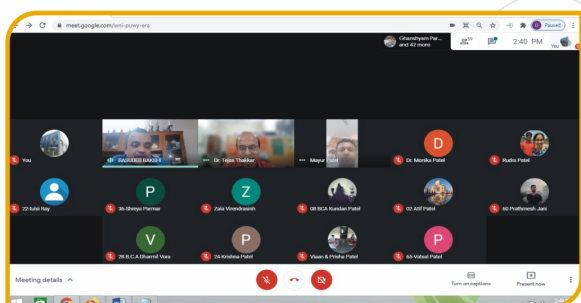 meet.google.com/wni-puwy-era
Paused
Ghanshyam Par...
and 42 more
2:40 PM
You
You
BASUDEB BAKSHI
Dr. Tejas Thakkar
Mayur Patel
D
Dr. Monika Patel
Rudra Patel
22-tulsi Ray
P
36-Shreya Parmar
Z
Zala Virendrasinh
08 BCA Kundan Patel
02 Asf Patel
60 Prathmesh Jani
V
28 B.C.A Dharmil Vora
P
24-Krishna Patel
Viaan & Prisha Patel
P
65-Vatsal Patel
Meeting details
Turn on captions
Present now